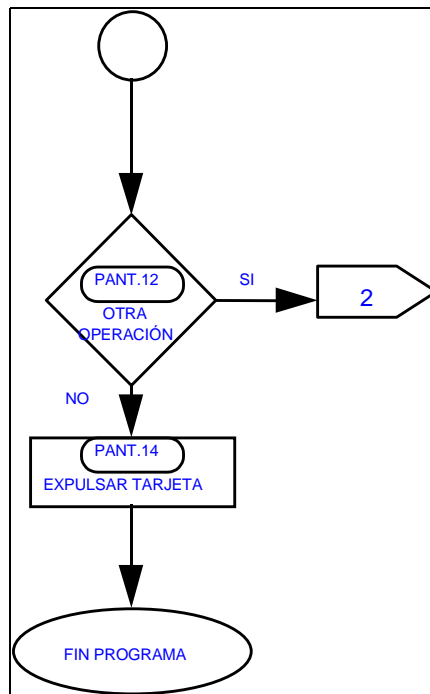 PANT.12
SI
OTRA
OPERACIÓN
2
NO
PANT.14
EXPULSAR TARJETA
FIN PROGRAMA